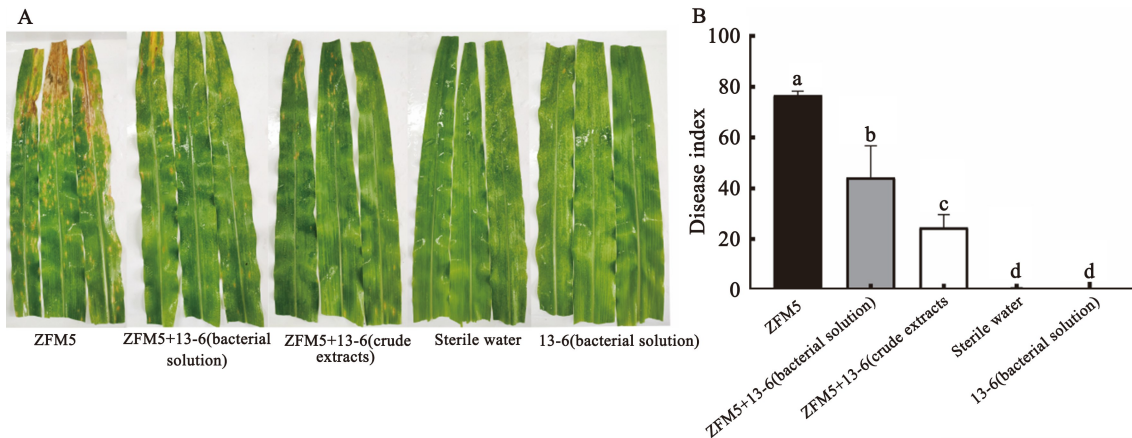 A
ZFM5
ZFM5+13-6(bacterial
solution)
ZFM5+13-6(crude
extracts)
Sterile water
13-6(bacterial solution)
B
Disease index
100
80
60
40
20
0
a
b
c
d
d
ZFM5
ZFM5+13-6(bacterial solution)
ZFM5+13-6(crude extracts)
Sterile water
13-6(bacterial solution)